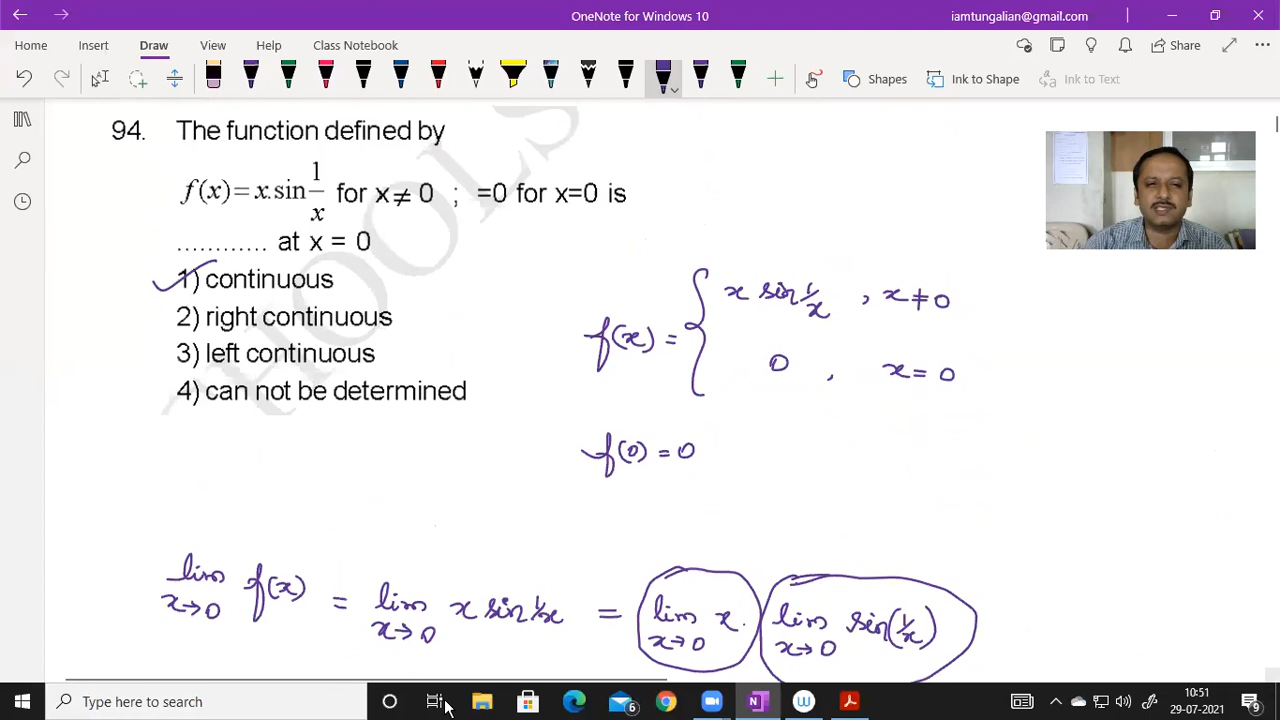 OneNote for Windows 10
iamtungalian@gmail.com
Home Insert Draw View Help Class Notebook
Share
Shapes Ink to Shape Ink to Text
94. The function defined by
f(x) = x.sin 1/x for x ≠ 0 ; =0 for x=0 is
............ at x = 0
1) continuous
2) right continuous
3) left continuous
4) can not be determined
f(x) = { x sin 1/x , x ≠ 0
0 , x = 0
f(0) = 0
lim x→0 f(x) = lim x→0 x sin 1/x = lim x→0 x. lim x→0 sin(1/x)
Type here to search
6
W
10:51
29-07-2021
9